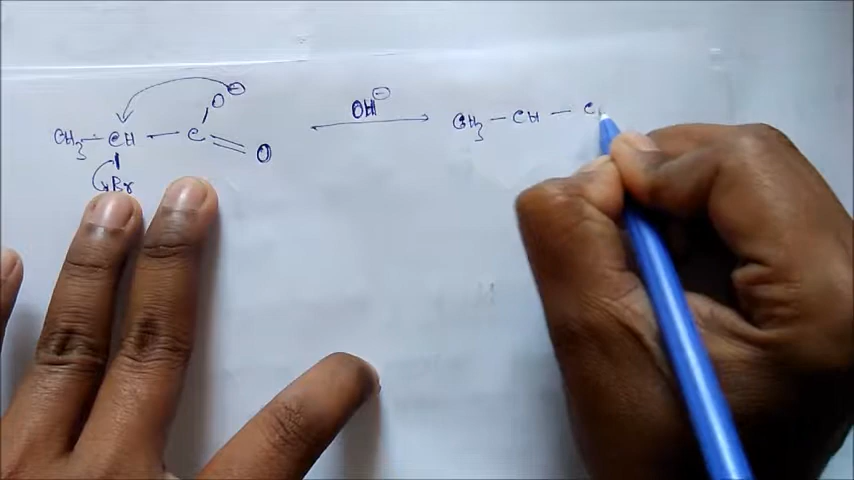 O⊖
CH₃ — CH — C = O
Br
OH⊖
CH₃ — CH — C